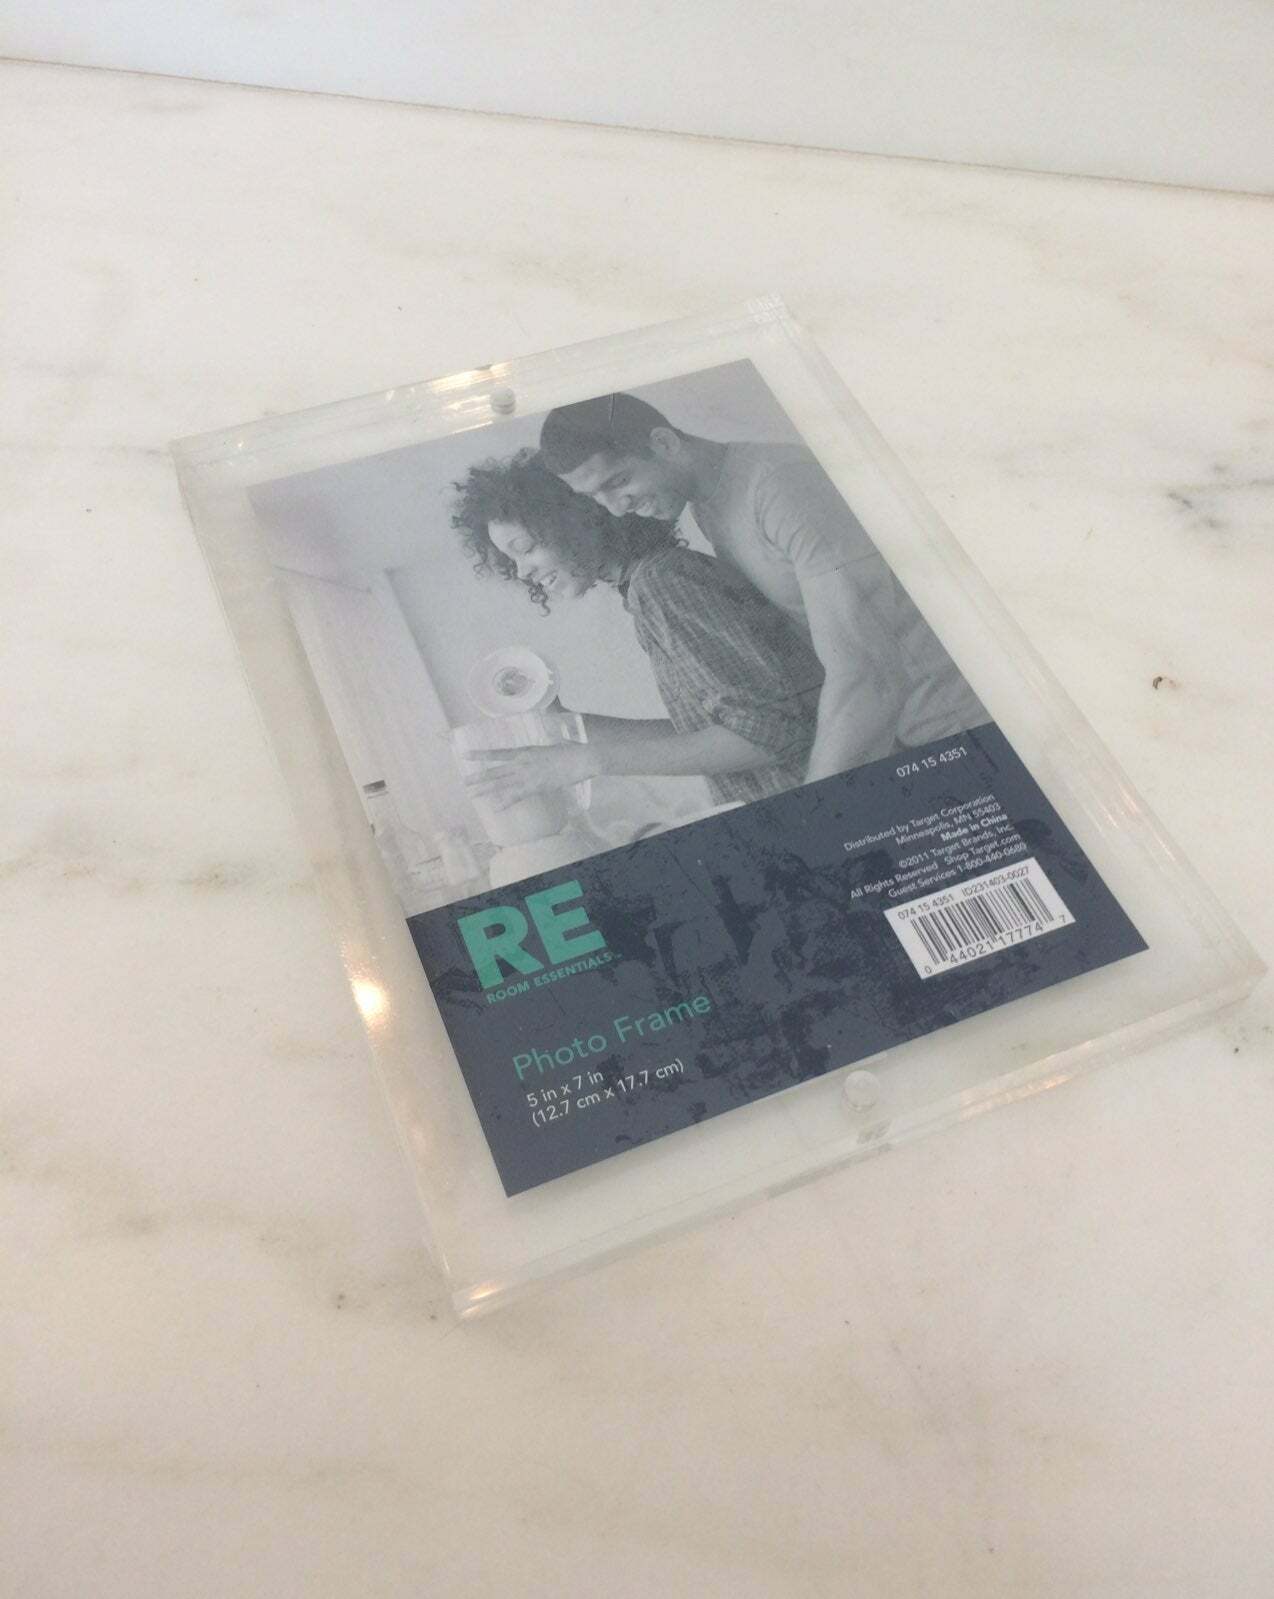 074 15 4351
Distributed by Target Corporation
Minneapolis, MN 55403
Made in China
©2011 Target Brands, Inc.
All Rights Reserved Shop Target.com
Guest Services 1-800-440-0680
074 15 4351 ID231403-0027
0 44021 17774 7
RE
ROOM ESSENTIALS™
Photo Frame
5 in x 7 in
(12.7 cm x 17.7 cm)